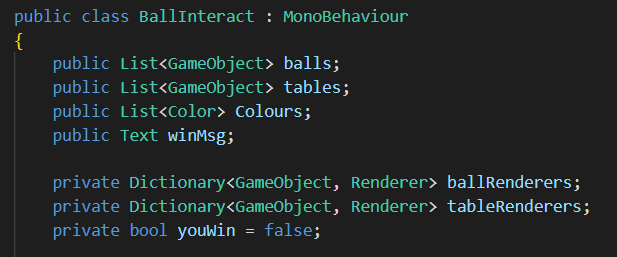 public class BallInteract : MonoBehaviour
{
public List<GameObject> balls;
public List<GameObject> tables;
public List<Color> Colours;
public Text winMsg;
private Dictionary<GameObject, Renderer> ballRenderers;
private Dictionary<GameObject, Renderer> tableRenderers;
private bool youWin = false;